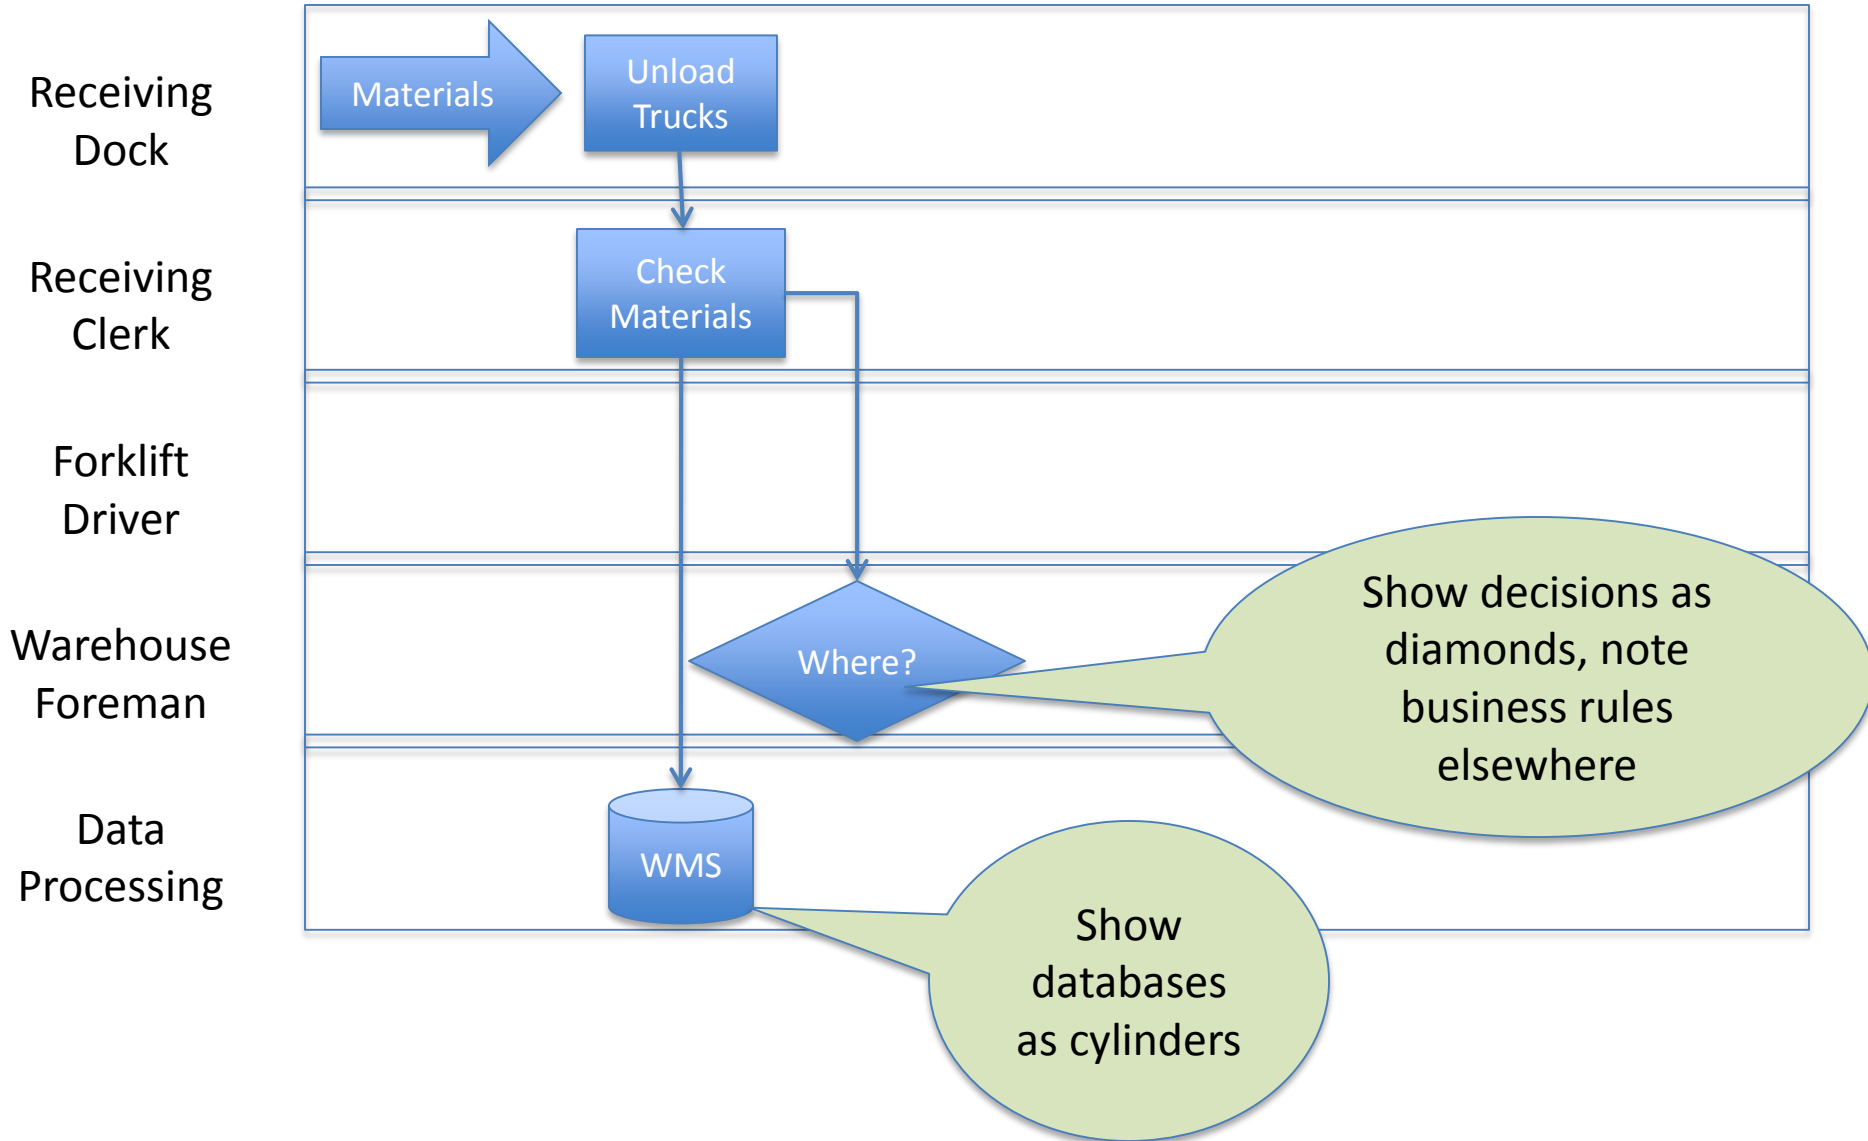 Receiving
Dock
Materials
Unload
Trucks
Receiving
Clerk
Check
Materials
Forklift
Driver
Warehouse
Foreman
Where?
Show decisions as
diamonds, note
business rules
elsewhere
Data
Processing
WMS
Show
databases
as cylinders